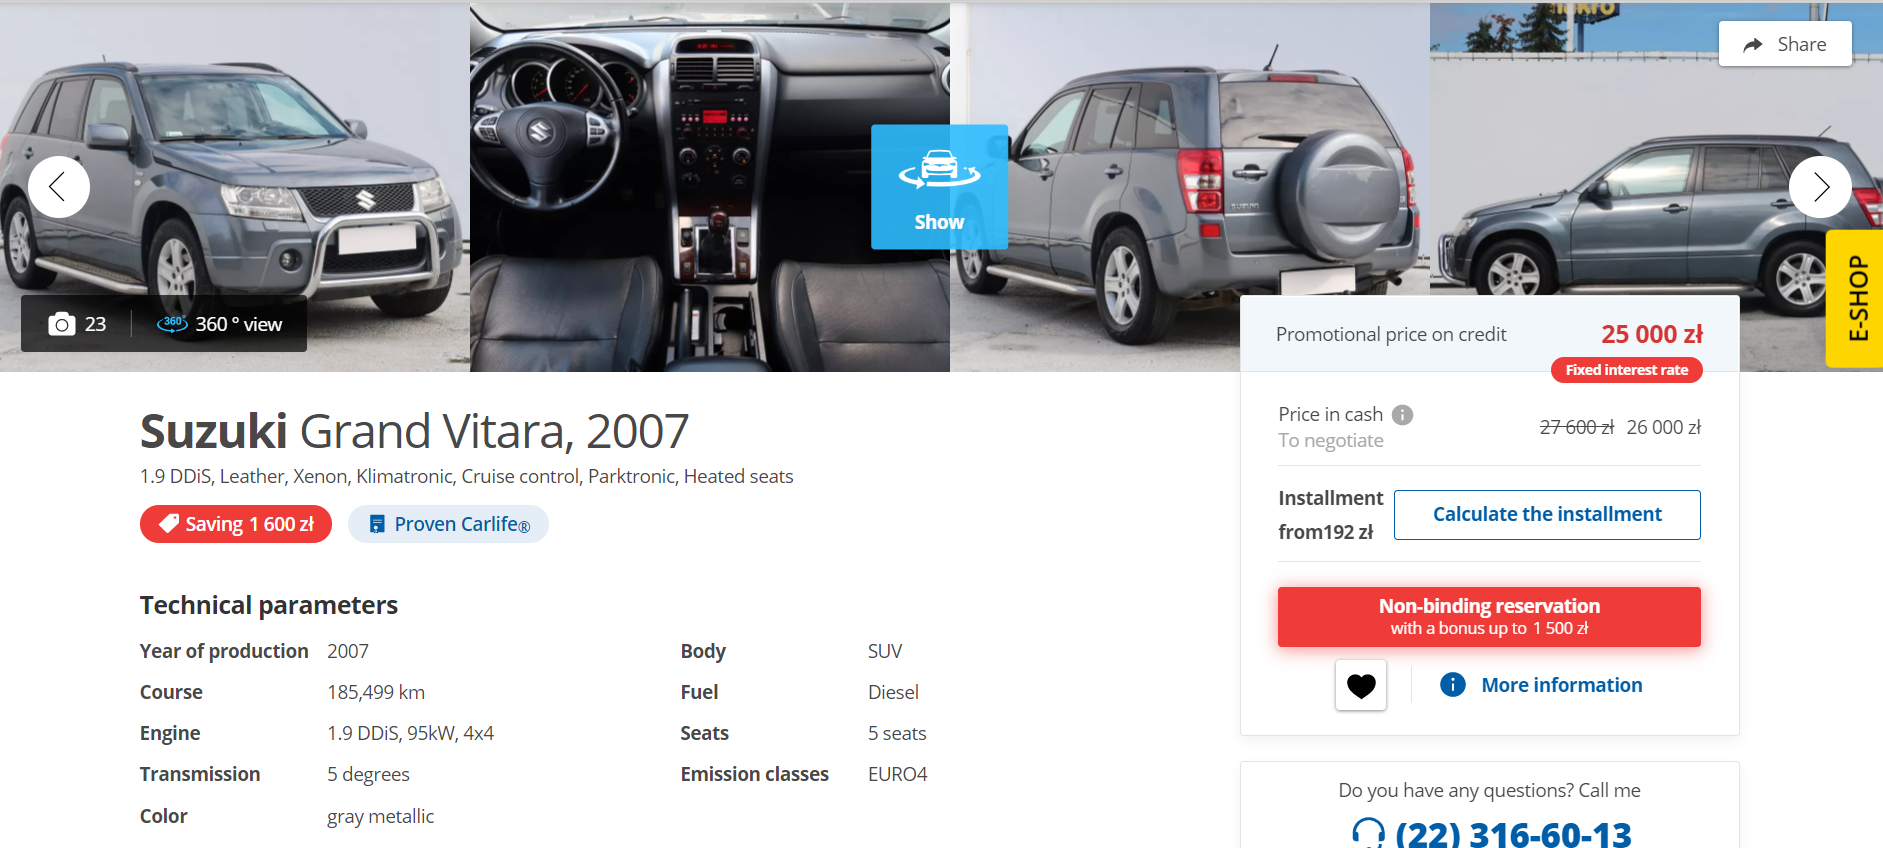 Share
Show
E-SHOP
23
360° 360 ° view
Promotional price on credit 25 000 zł
Fixed interest rate
Suzuki Grand Vitara, 2007
1.9 DDiS, Leather, Xenon, Klimatronic, Cruise control, Parktronic, Heated seats
Saving 1 600 zł
Proven Carlife®
Price in cash i
To negotiate
27 600 zł 26 000 zł
Installment
from192 zł
Calculate the installment
Non-binding reservation
with a bonus up to 1 500 zł
i More information
Technical parameters
Year of production 2007
Course 185,499 km
Engine 1.9 DDiS, 95kW, 4x4
Transmission 5 degrees
Color gray metallic
Body SUV
Fuel Diesel
Seats 5 seats
Emission classes EURO4
Do you have any questions? Call me
(22) 316-60-13